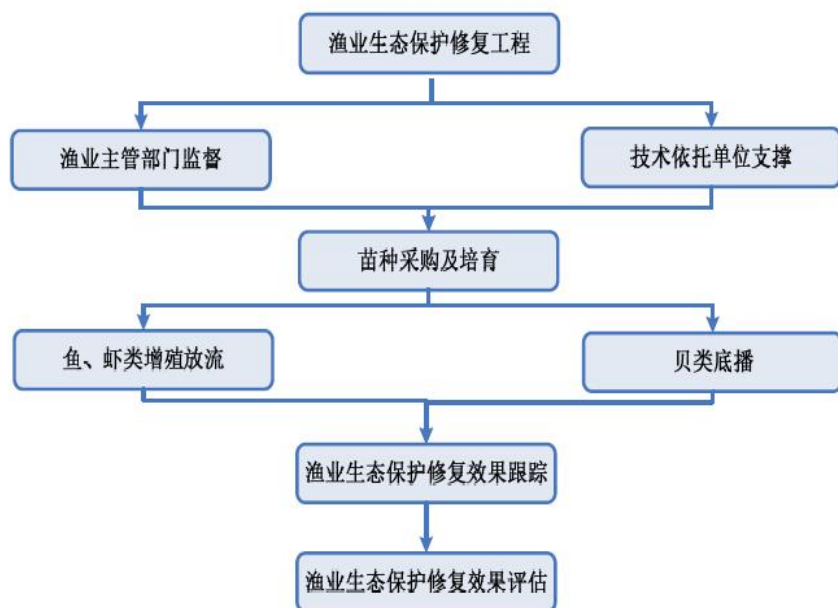 渔业生态保护修复工程
渔业主管部门监督
技术依托单位支撑
苗种采购及培育
鱼、虾类增殖放流
贝类底播
渔业生态保护修复效果跟踪
渔业生态保护修复效果评估